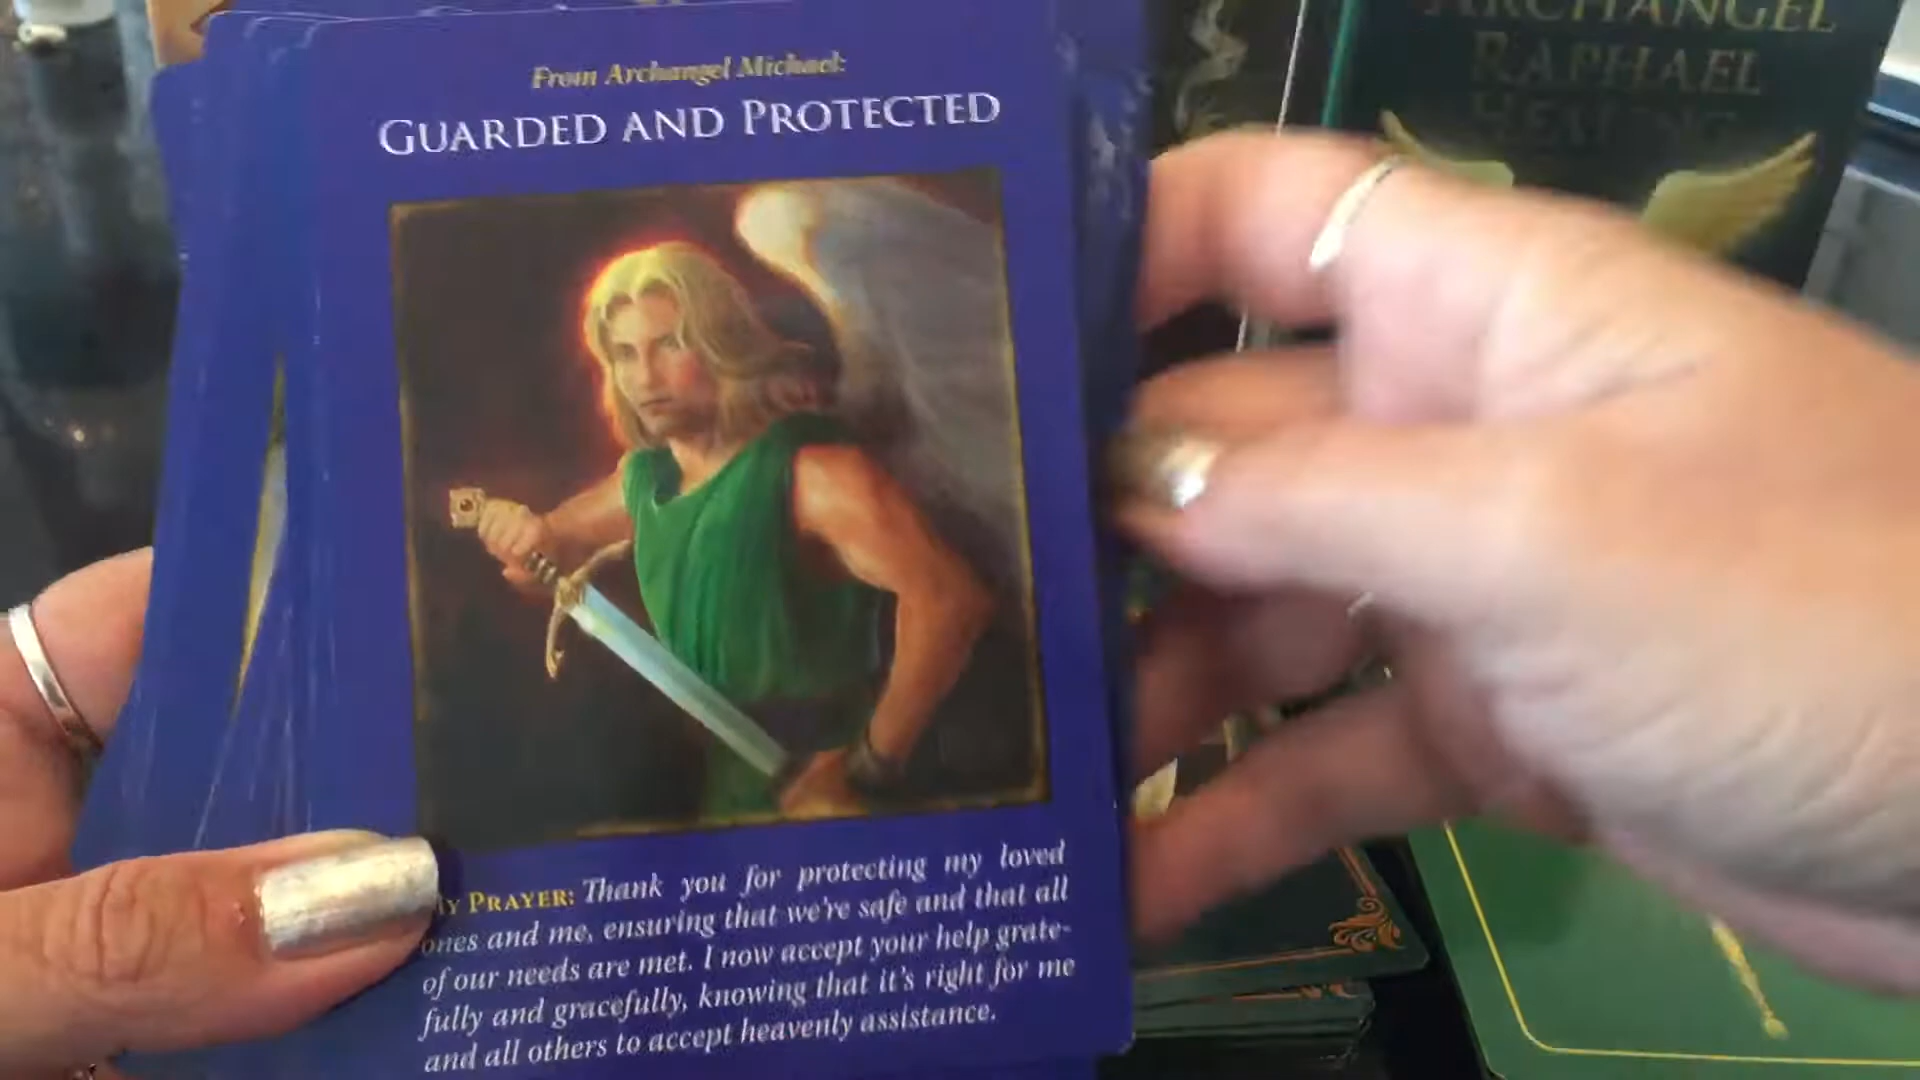 From Archangel Michael:
GUARDED AND PROTECTED
PRAYER: Thank you for protecting my loved
ones and me, ensuring that we're safe and that all
of our needs are met. I now accept your help grate-
fully and gracefully, knowing that it's right for me
and all others to accept heavenly assistance.
ARCHANGEL
RAPHAEL
HEALING